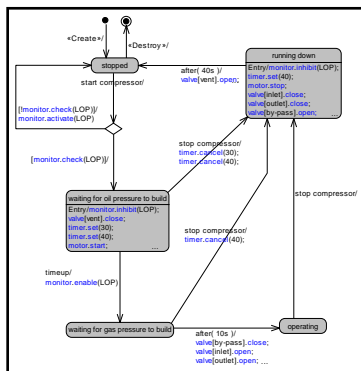 «Create»/
«Destroy»/
stopped
start compressor/
[!monitor.check(LOP)]/
monitor.activate(LOP)
[monitor.check(LOP)]/
after( 40s )/
valve[vent].open;
running down
Entry/monitor.inhibit(LOP);
timer.set(40);
motor.stop;
valve[inlet].close;
valve[outlet].close;
valve[by-pass].open; ...
stop compressor/
timer.cancel(30);
timer.cancel(40);
waiting for oil pressure to build
Entry/monitor.inhibit(LOP);
valve[vent].close;
timer.set(30);
timer.set(40);
motor.start; ...
stop compressor/
stop compressor/
timer.cancel(40);
timeup/
monitor.enable(LOP)
waiting for gas pressure to build
after( 10s )/
valve[by-pass].close;
valve[inlet].open;
valve[outlet].open; ...
operating